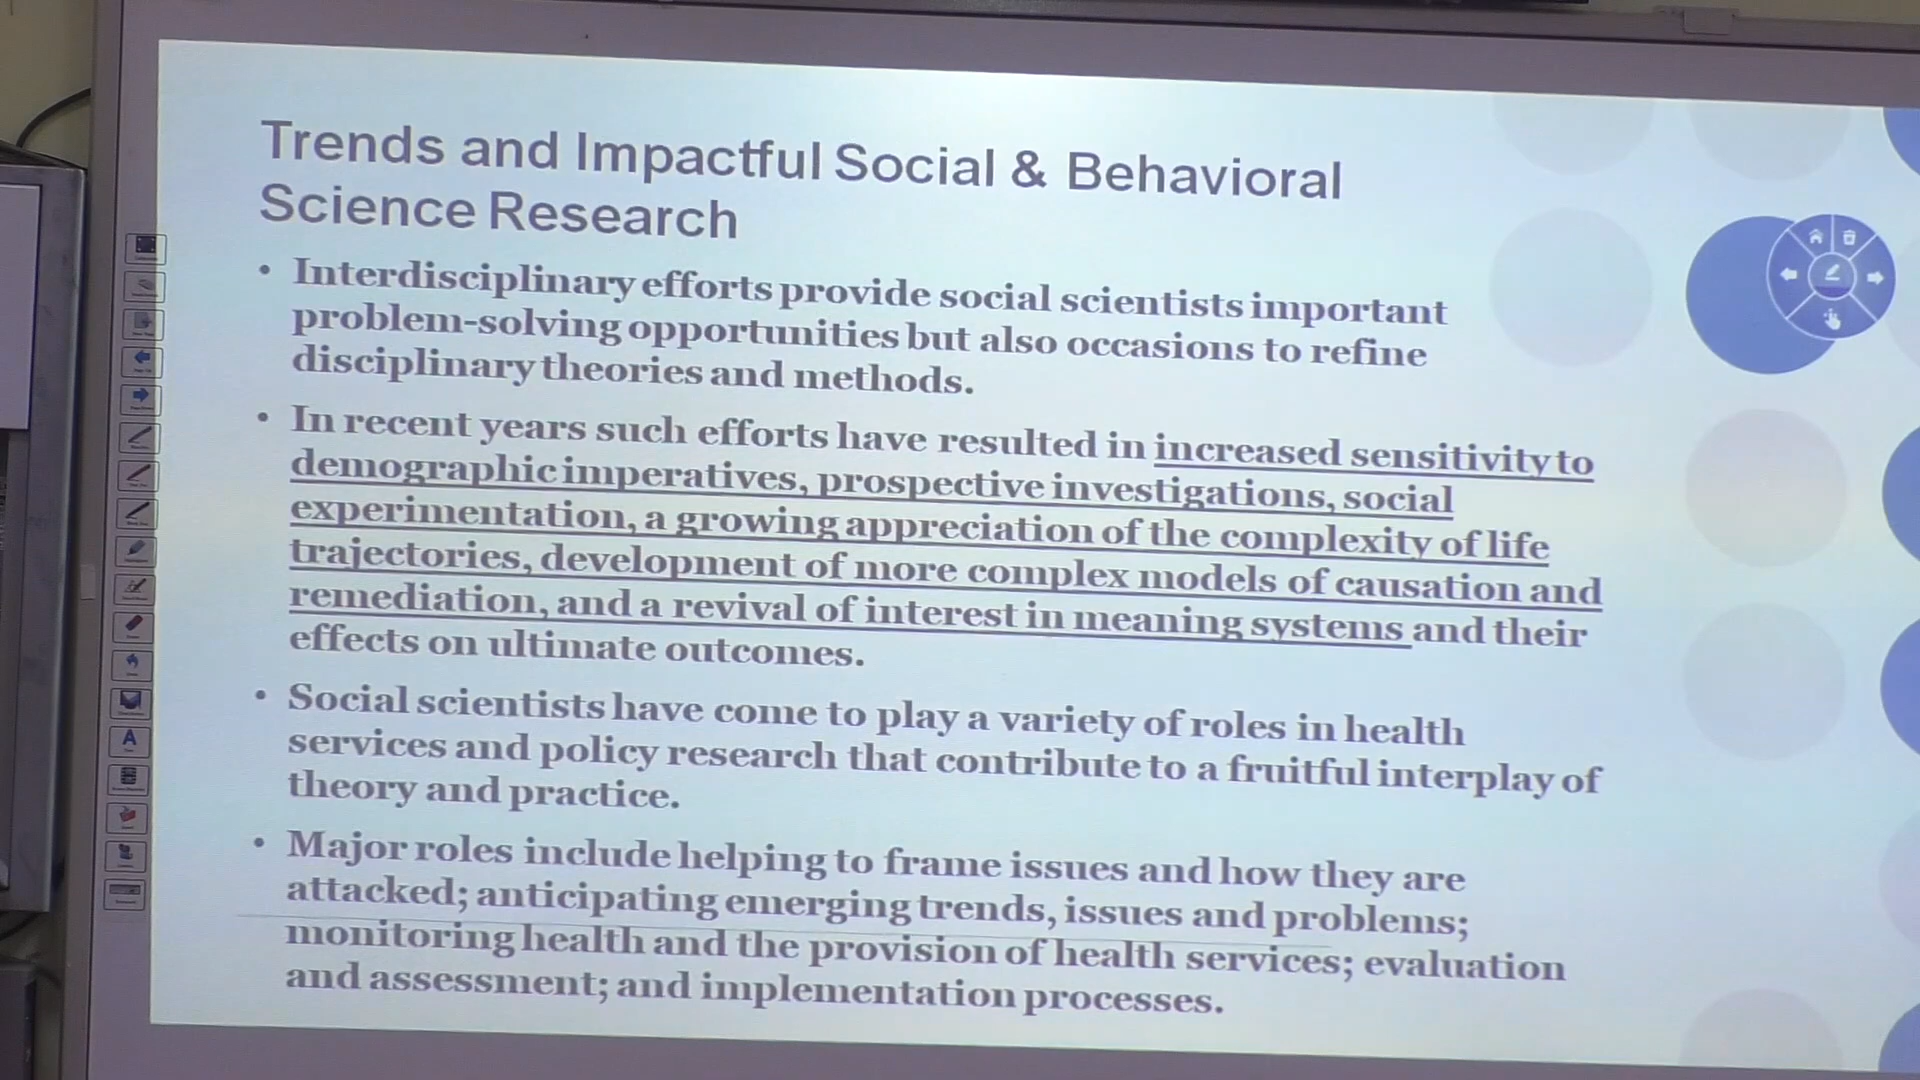 Trends and Impactful Social & Behavioral
Science Research
• Interdisciplinary efforts provide social scientists important
problem-solving opportunities but also occasions to refine
disciplinary theories and methods.
• In recent years such efforts have resulted in increased sensitivity to
demographic imperatives, prospective investigations, social
experimentation, a growing appreciation of the complexity of life
trajectories, development of more complex models of causation and
remediation, and a revival of interest in meaning systems and their
effects on ultimate outcomes.
• Social scientists have come to play a variety of roles in health
services and policy research that contribute to a fruitful interplay of
theory and practice.
• Major roles include helping to frame issues and how they are
attacked; anticipating emerging trends, issues and problems;
monitoring health and the provision of health services; evaluation
and assessment; and implementation processes.